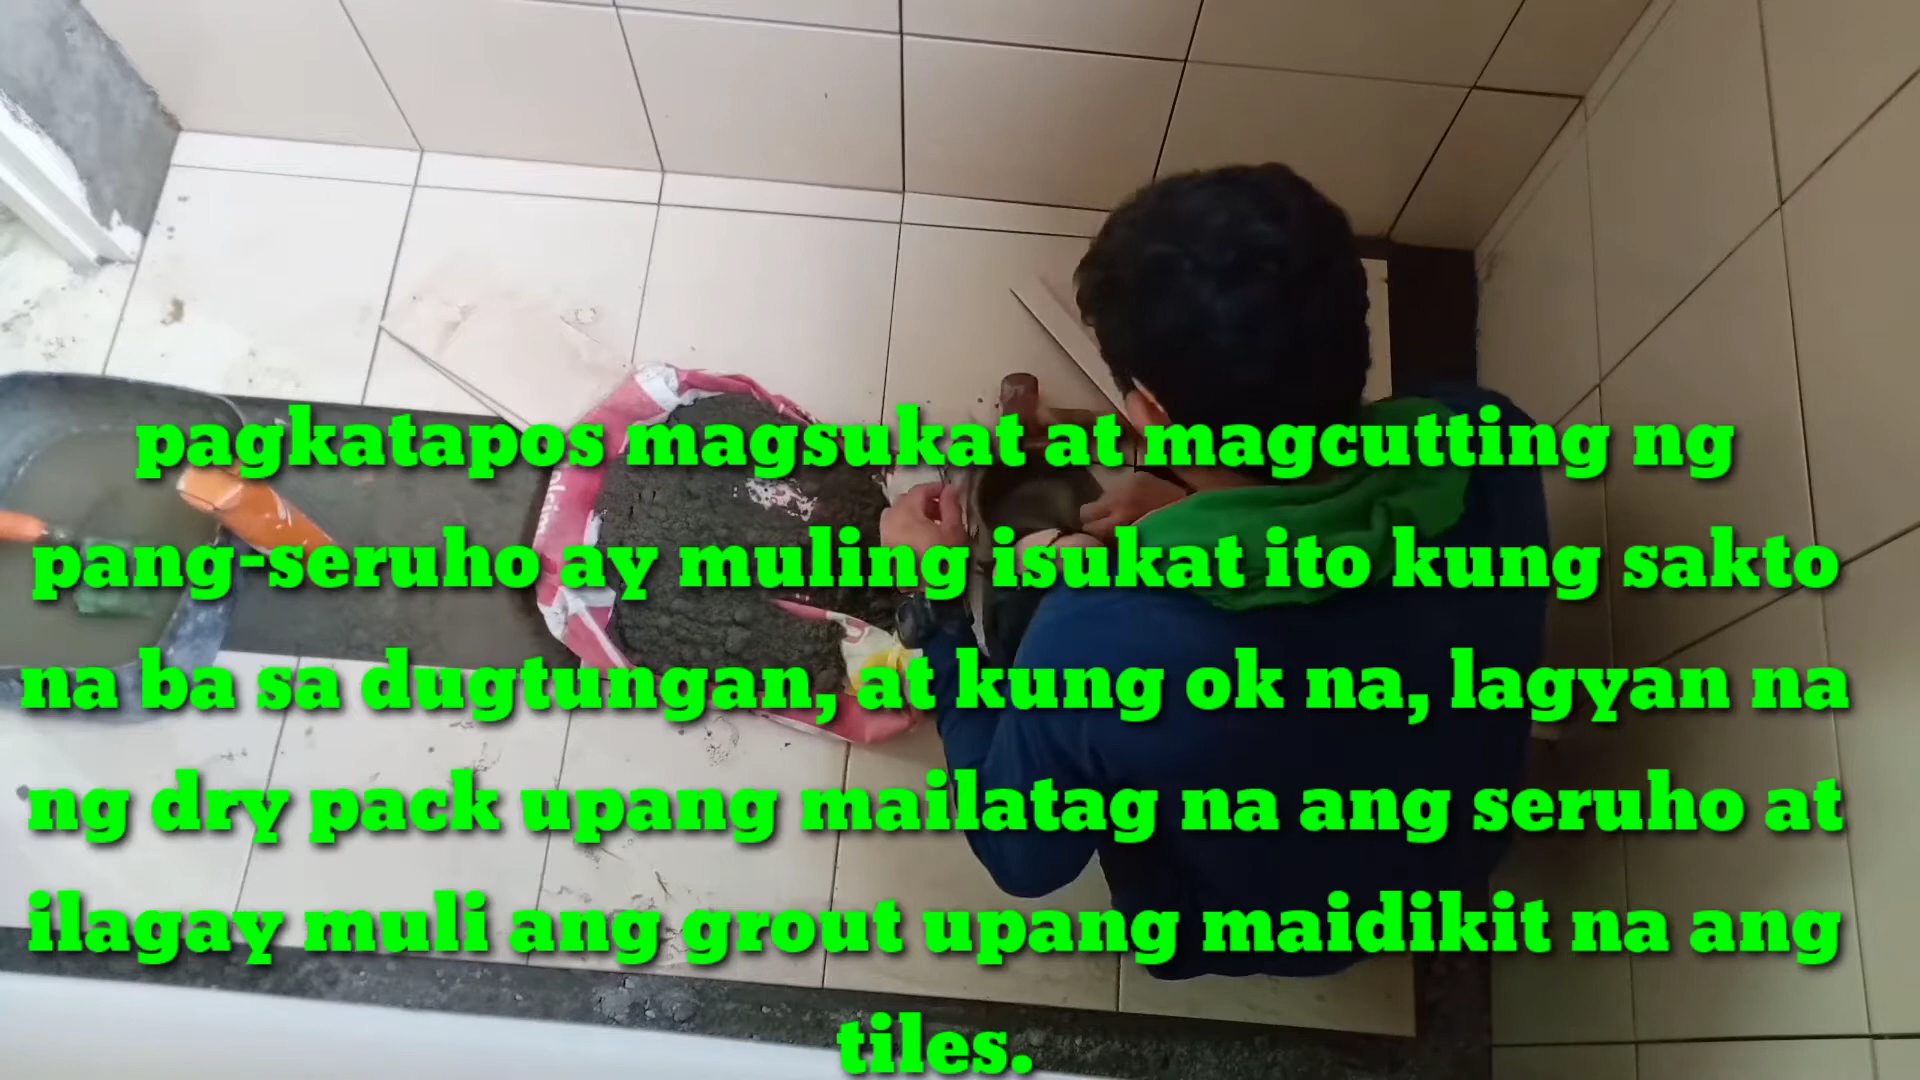 pagkatapos magsukat at magcutting ng
pang-seruho ay muling isukat ito kung sakto
na ba sa dugtungan, at kung ok na, lagyan na
ng dry pack upang mailatag na ang seruho at
ilagay muli ang grout upang maidikit na ang
tiles.